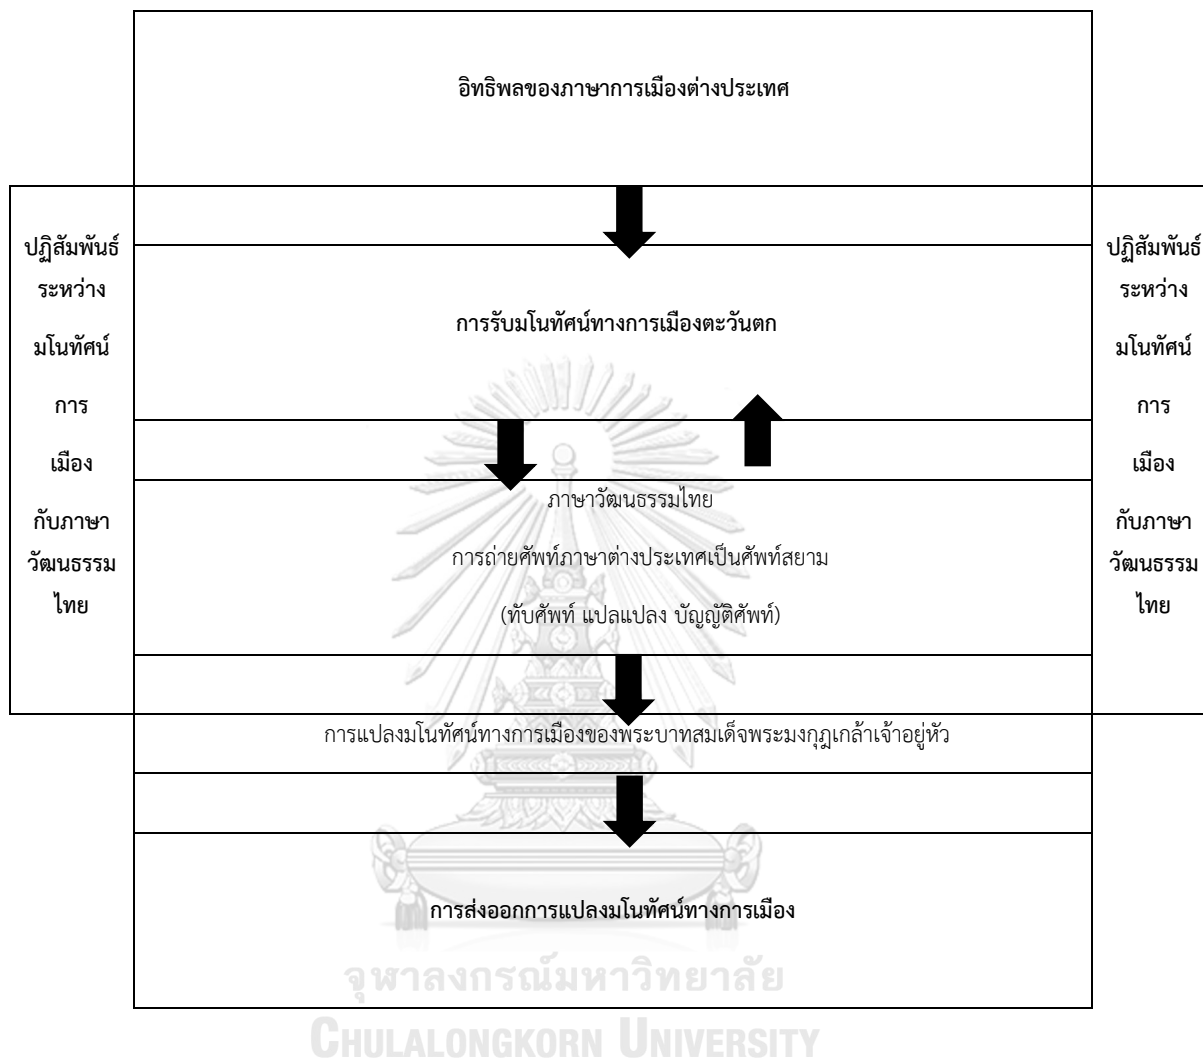 อิทธิพลของภาษาการเมืองต่างประเทศ
ปฏิสัมพันธ์
ระหว่าง
มโนทัศน์
การ
เมือง
กับภาษา
วัฒนธรรม
ไทย
การรับมโนทัศน์ทางการเมืองตะวันตก
ภาษาวัฒนธรรมไทย
การถ่ายศัพท์ภาษาต่างประเทศเป็นศัพท์สยาม
(ทับศัพท์ แปลแปลง บัญญัติศัพท์)
ปฏิสัมพันธ์
ระหว่าง
มโนทัศน์
การ
เมือง
กับภาษา
วัฒนธรรม
ไทย
การแปลงมโนทัศน์ทางการเมืองของพระบาทสมเด็จพระมงกุฎเกล้าเจ้าอยู่หัว
การส่งออกการแปลงมโนทัศน์ทางการเมือง
จุฬาลงกรณ์มหาวิทยาลัย
CHULALONGKORN UNIVERSITY